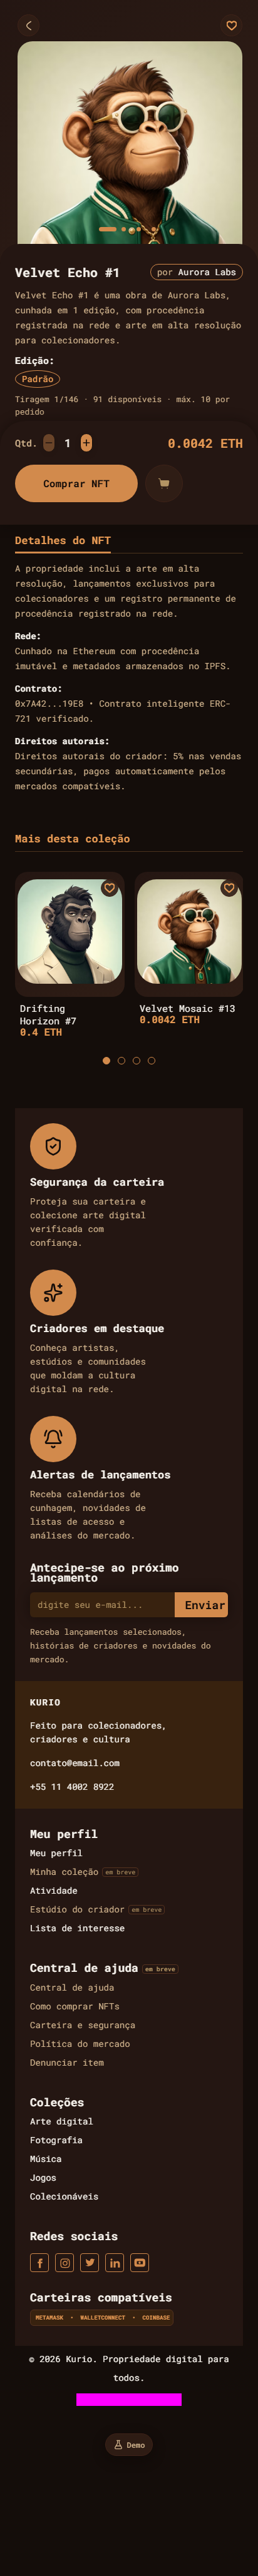 Velvet Echo #1
por Aurora Labs
Velvet Echo #1 é uma obra de Aurora Labs,
cunhada em 1 edição, com procedência
registrada na rede e arte em alta resolução
para colecionadores.
Edição:
Padrão
Tiragem 1/146 · 91 disponíveis · máx. 10 por
pedido
Qtd. − 1 + 0.0042 ETH
Comprar NFT
Detalhes do NFT
A propriedade inclui a arte em alta
resolução, lançamentos exclusivos para
colecionadores e um registro permanente de
procedência registrado na rede.
Rede:
Cunhado na Ethereum com procedência
imutável e metadados armazenados no IPFS.
Contrato:
0x7A42...19E8 • Contrato inteligente ERC-
721 verificado.
Direitos autorais:
Direitos autorais do criador: 5% nas vendas
secundárias, pagos automaticamente pelos
mercados compatíveis.
Mais desta coleção
Drifting
Horizon #7
0.4 ETH
Velvet Mosaic #13
0.0042 ETH
Segurança da carteira
Proteja sua carteira e
colecione arte digital
verificada com
confiança.
Criadores em destaque
Conheça artistas,
estúdios e comunidades
que moldam a cultura
digital na rede.
Alertas de lançamentos
Receba calendários de
cunhagem, novidades de
listas de acesso e
análises do mercado.
Antecipe-se ao próximo
lançamento
digite seu e-mail...
Enviar
Receba lançamentos selecionados,
histórias de criadores e novidades do
mercado.
KURIO
Feito para colecionadores,
criadores e cultura
contato@email.com
+55 11 4002 8922
Meu perfil
Meu perfil
Minha coleção em breve
Atividade
Estúdio do criador em breve
Lista de interesse
Central de ajuda em breve
Central de ajuda
Como comprar NFTs
Carteira e segurança
Política do mercado
Denunciar item
Coleções
Arte digital
Fotografia
Música
Jogos
Colecionáveis
Redes sociais
Carteiras compatíveis
METAMASK • WALLETCONNECT • COINBASE
© 2026 Kurio. Propriedade digital para
todos.
Demo